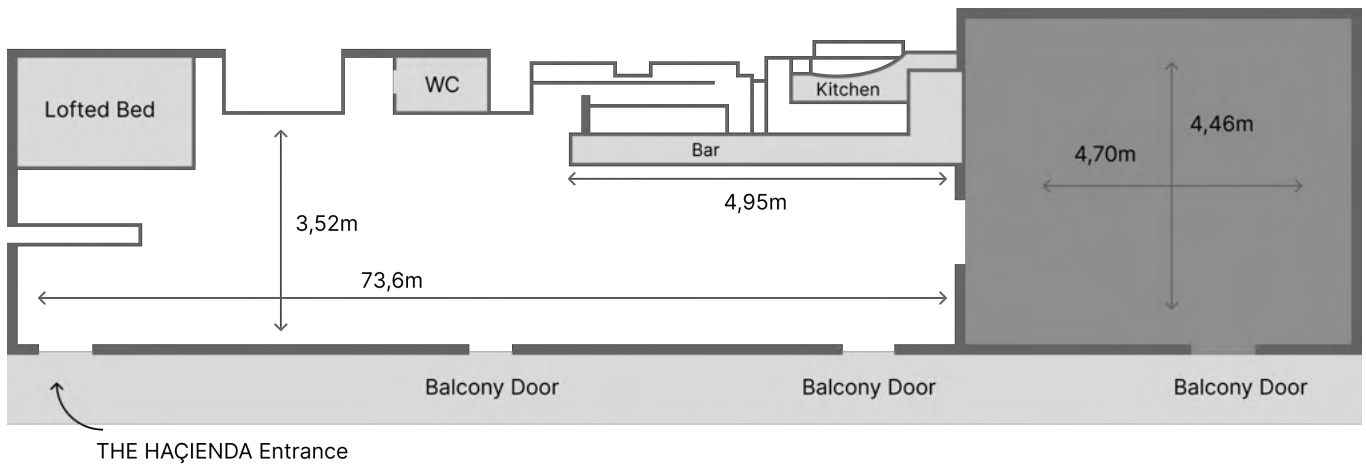 Lofted Bed
WC
Kitchen
Bar
4,46m
4,70m
4,95m
3,52m
73,6m
Balcony Door
Balcony Door
Balcony Door
THE HAÇIENDA Entrance